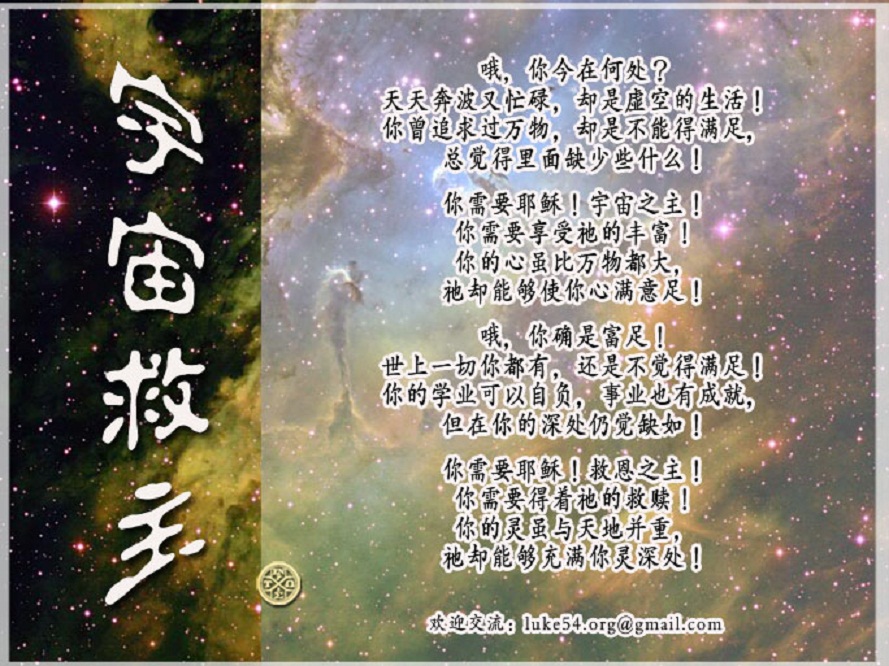 宇宙救主
哦，你今在何处？
天天奔波又忙碌，却是虚空的生活！
你曾追求过万物，却是不能得满足，
总觉得里面缺少些什么！
你需要耶稣！宇宙之主！
你需要享受祂的丰富！
你的心虽比万物都大，
祂却能够使你心满意足！
哦，你确是富足！
世上一切你都有，还是不觉得满足！
你的学业可以自负，事业也有成就，
但在你的深处仍觉缺如！
你需要耶稣！救恩之主！
你需要得着祂的救赎！
你的灵虽与天地并重，
祂却能够充满你灵深处！
欢迎交流：luke54.org@gmail.com